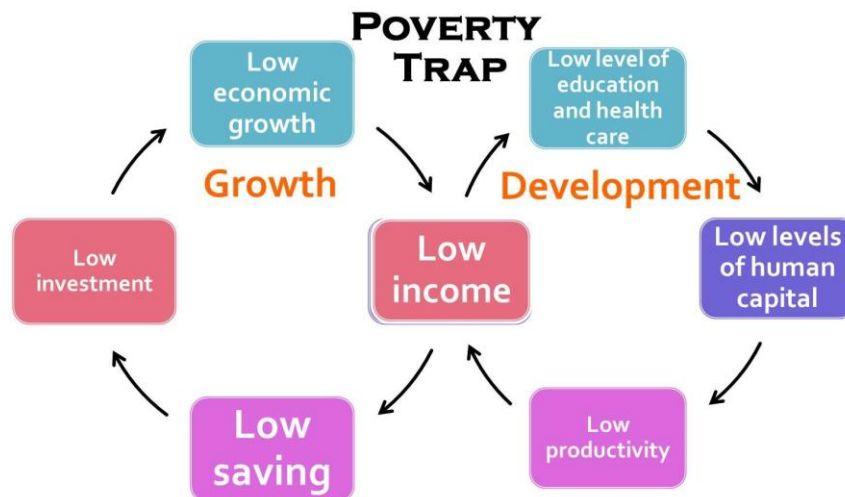 POVERTY
TRAP
Low
economic
growth
Low level of
education
and health
care
Growth
Development
Low
investment
Low
income
Low levels
of human
capital
Low
saving
Low
productivity